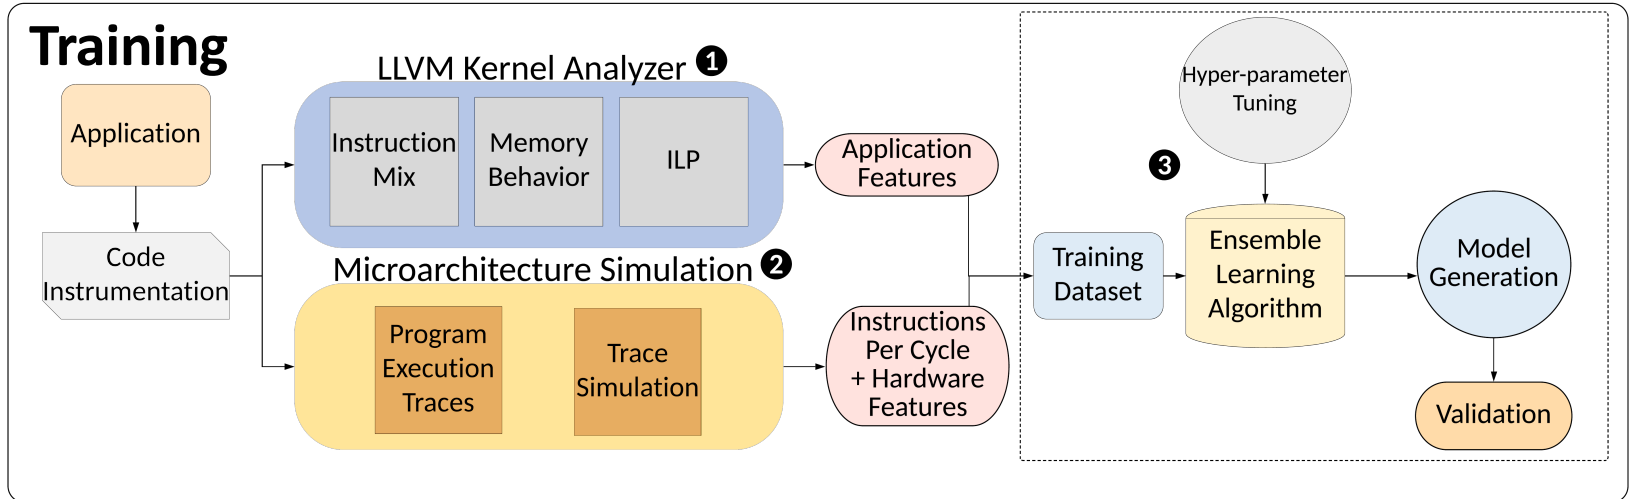 Training
Application
Code
Instrumentation
LLVM Kernel Analyzer ❶
Instruction
Mix
Memory
Behavior
ILP
Microarchitecture Simulation ❷
Program
Execution
Traces
Trace
Simulation
Application
Features
Instructions
Per Cycle
+ Hardware
Features
❸
Hyper-parameter
Tuning
Training
Dataset
Ensemble
Learning
Algorithm
Model
Generation
Validation